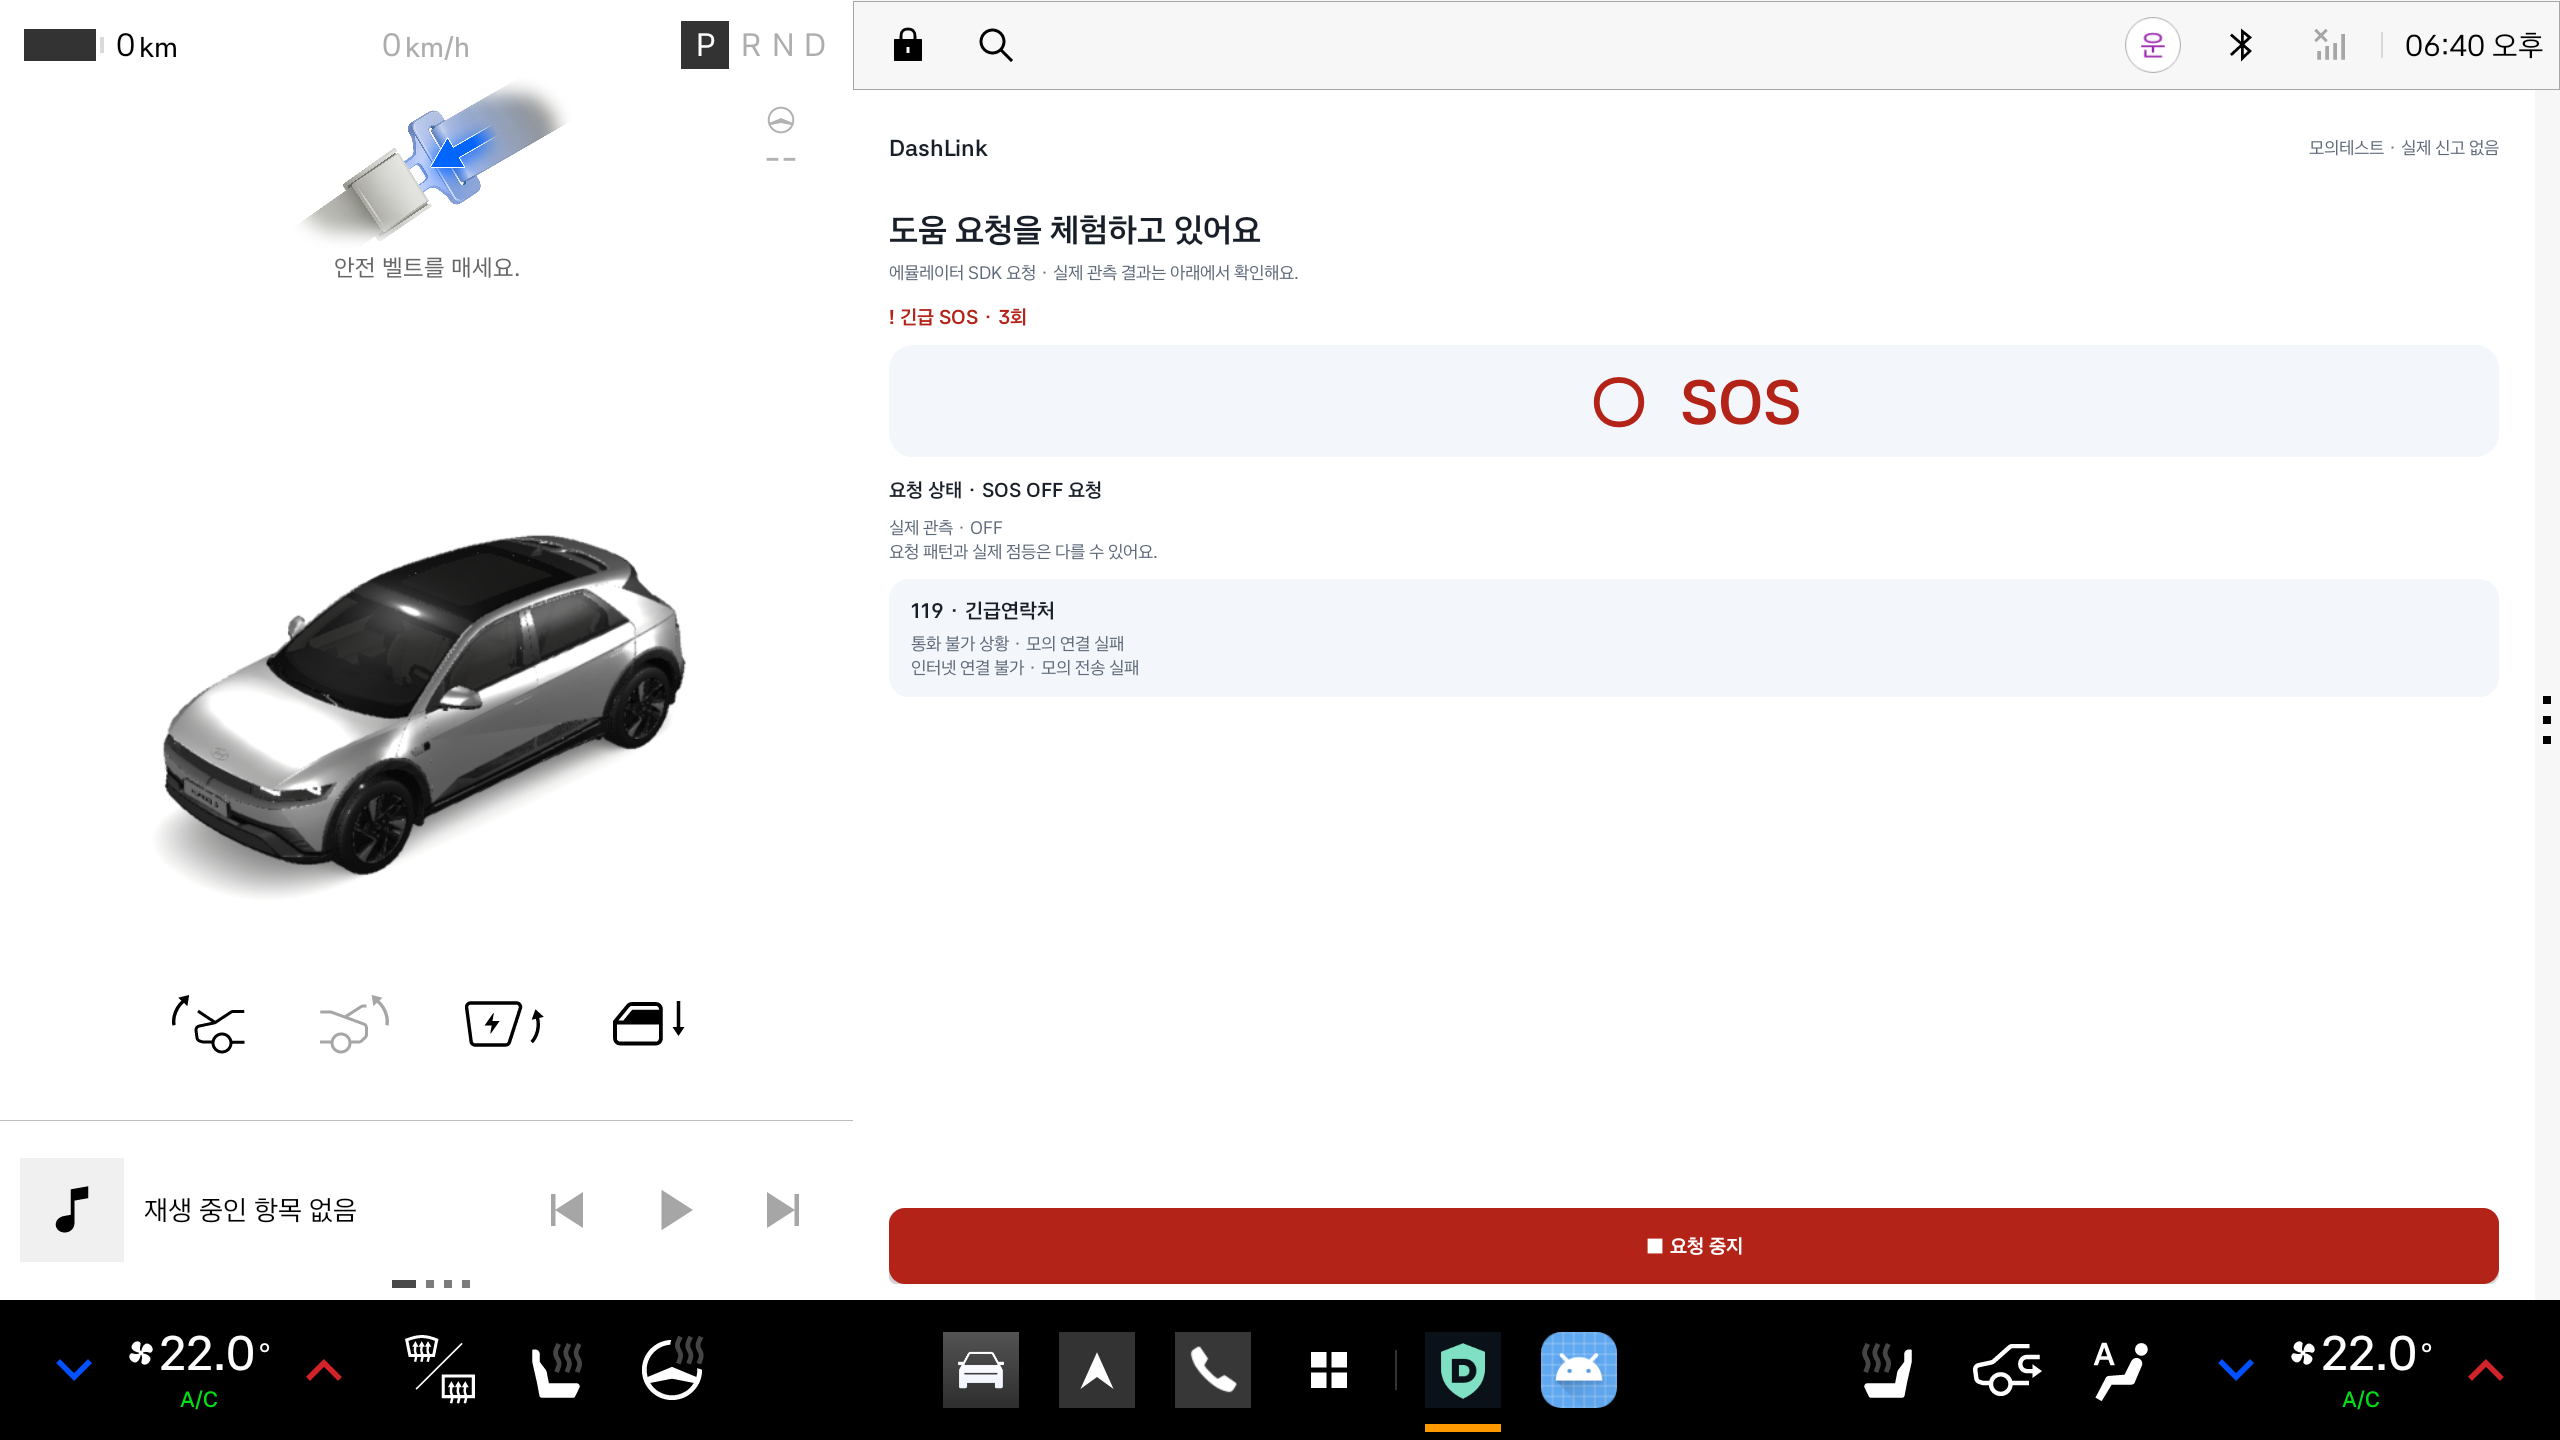 0 km
0 km/h
P R N D
운
06:40 오후
안전 벨트를 매세요.
DashLink
모의테스트 · 실제 신고 없음
도움 요청을 체험하고 있어요
에뮬레이터 SDK 요청 · 실제 관측 결과는 아래에서 확인해요.
! 긴급 SOS · 3회
SOS
요청 상태 · SOS OFF 요청
실제 관측 · OFF
요청 패턴과 실제 점등은 다를 수 있어요.
119 · 긴급연락처
통화 불가 상황 · 모의 연결 실패
인터넷 연결 불가 · 모의 전송 실패
재생 중인 항목 없음
요청 중지
22.0°
A/C
D
A
22.0°
A/C